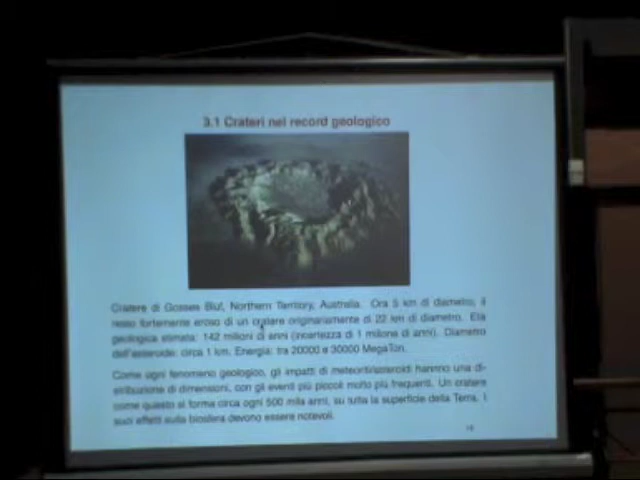 3.1 Crateri nel record geologico
Cratere di Gosses Bluf, Northern Territory, Australia. Ora 5 km di diametro, il
resto fortemente eroso di un cratere originariamente di 22 km di diametro. Età
geologica stimata: 142 milioni di anni (incertezza di 1 milione di anni). Diametro
dell'asteroide: circa 1 km. Energia: tra 20000 e 30000 MegaTon.
Come ogni fenomeno geologico, gli impatti di meteoriti/asteroidi hanno una di-
stribuzione di dimensioni, con gli eventi più piccoli molto più frequenti. Un cratere
come questo si forma circa ogni 500 mila anni, su tutta la superficie della Terra. I
suoi effetti sulla biosfera devono essere notevoli.